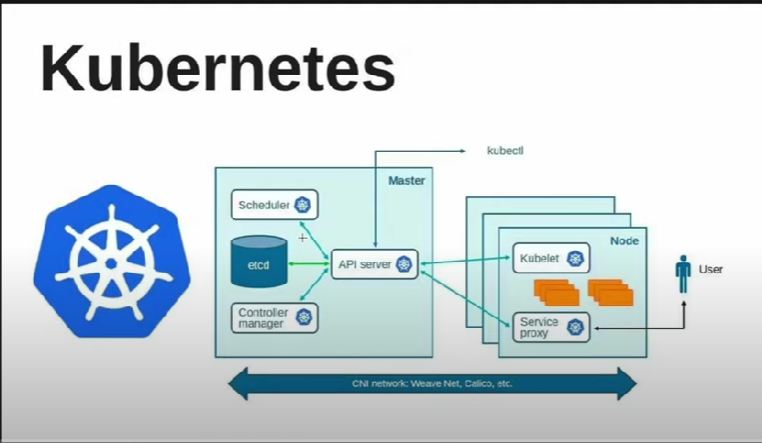 Kubernetes
kubectl
Master
Scheduler
etcd
API server
Controller
manager
Node
Kubelet
User
Service
proxy
CNI network: Weave Net, Calico, etc.